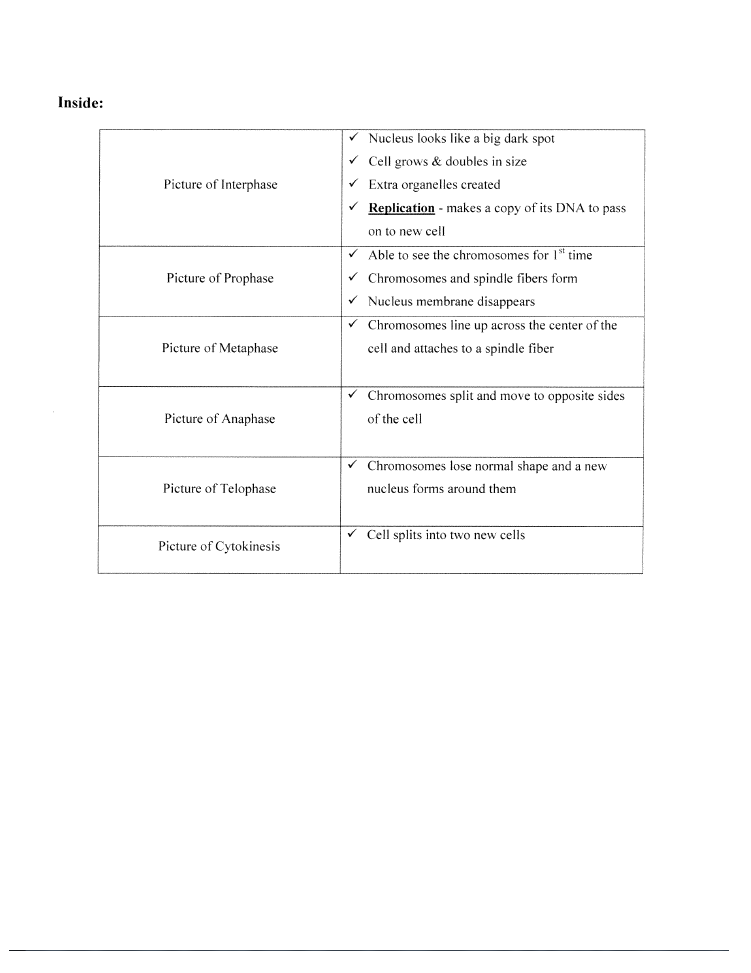 Inside:
Picture of Interphase
✓ Nucleus looks like a big dark spot
✓ Cell grows & doubles in size
✓ Extra organelles created
✓ Replication - makes a copy of its DNA to pass
on to new cell
Picture of Prophase
✓ Able to see the chromosomes for 1st time
✓ Chromosomes and spindle fibers form
✓ Nucleus membrane disappears
Picture of Metaphase
✓ Chromosomes line up across the center of the
cell and attaches to a spindle fiber
Picture of Anaphase
✓ Chromosomes split and move to opposite sides
of the cell
Picture of Telophase
✓ Chromosomes lose normal shape and a new
nucleus forms around them
Picture of Cytokinesis
✓ Cell splits into two new cells